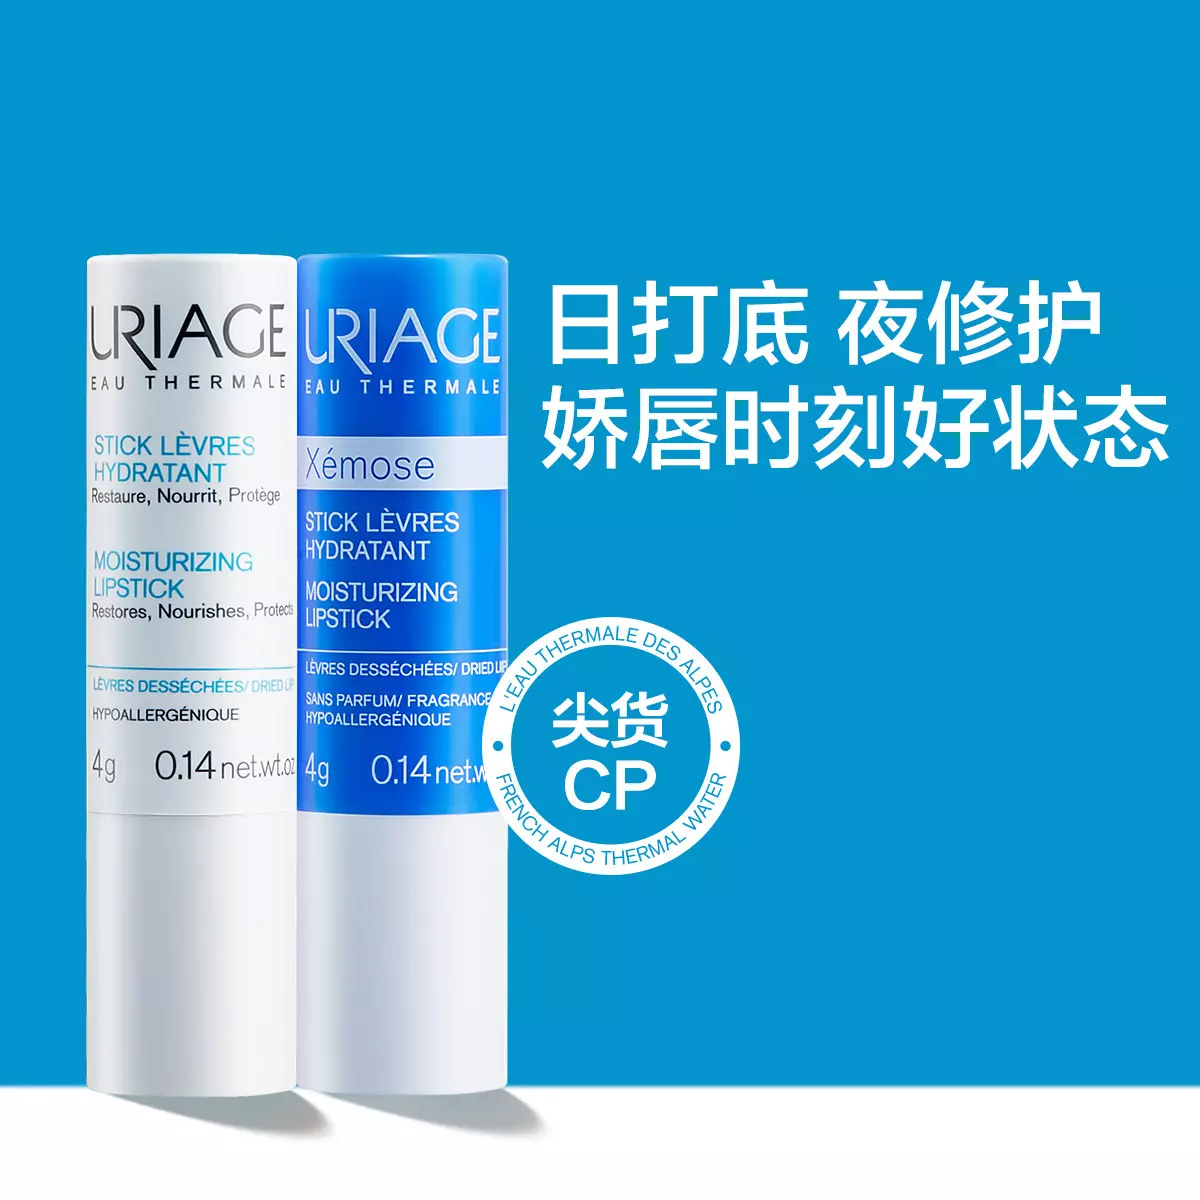 URIAGE
EAU THERMALE
STICK LÈVRES
HYDRATANT
Restaure, Nourrit, Protège
MOISTURIZING
LIPSTICK
Restores, Nourishes, Protects
LÈVRES DESSÉCHÉES/ DRIED LIP
HYPOALLERGÉNIQUE
4g 0.14 net.wt.oz
URIAGE
EAU THERMALE
Xémose
STICK LÈVRES
HYDRATANT
MOISTURIZING
LIPSTICK
LÈVRES DESSÉCHÉES/ DRIED LIP
SANS PARFUM/ FRAGRANCE
HYPOALLERGÉNIQUE
4g 0.14 net.w
日打底 夜修护
娇唇时刻好状态
L'EAU THERMALE DES ALPES
尖货
CP
FRENCH ALPS THERMAL WATER